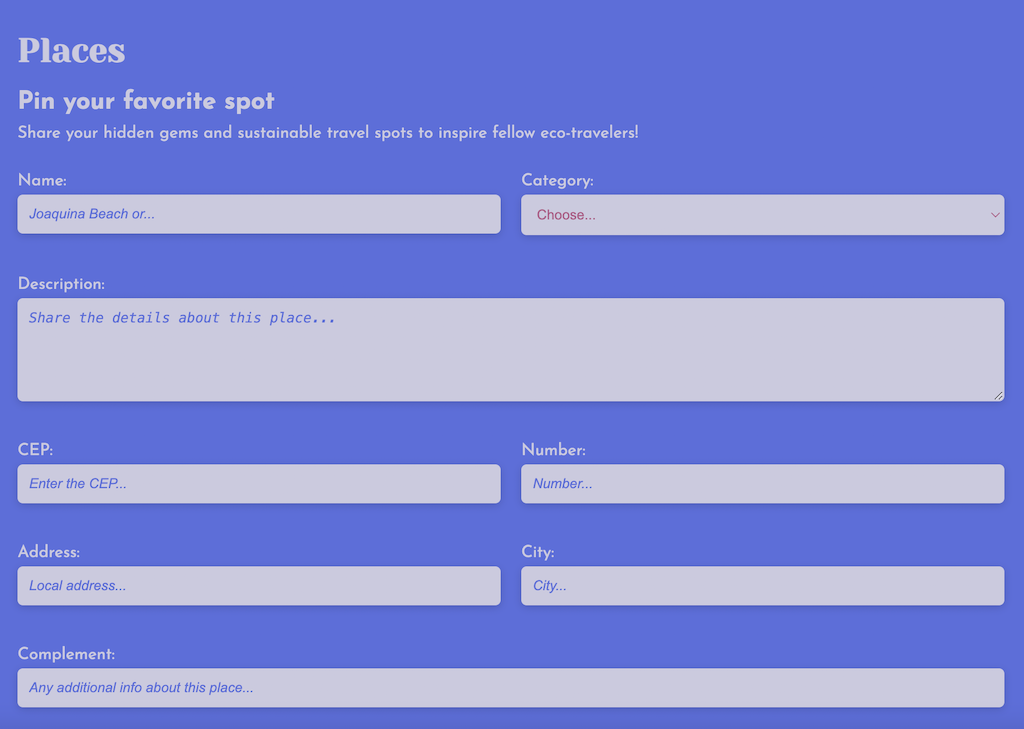 Places
Pin your favorite spot
Share your hidden gems and sustainable travel spots to inspire fellow eco-travelers!
Name:
Category:
Joaquina Beach or...
Choose...
Description:
Share the details about this place...
CEP:
Number:
Enter the CEP...
Number...
Address:
City:
Local address...
City...
Complement:
Any additional info about this place...